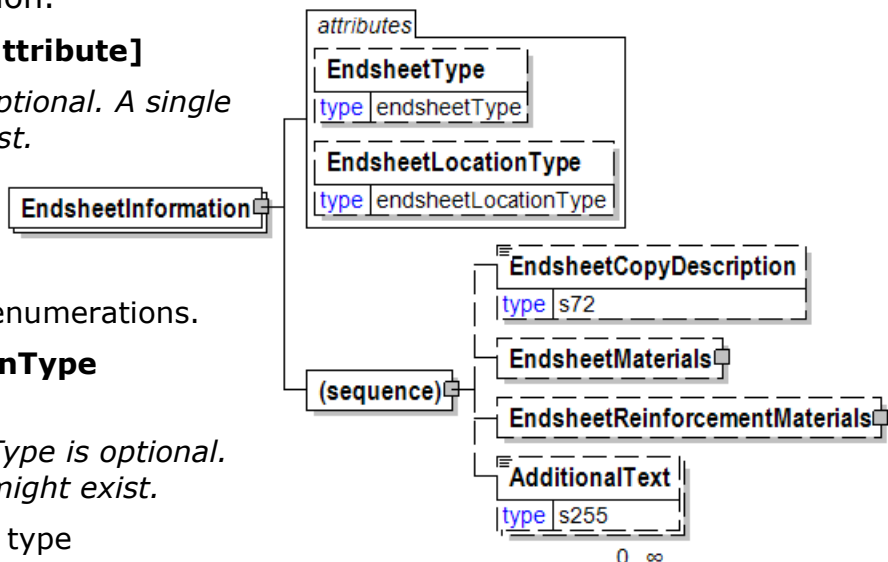 ion.
ttribute]
ptional. A single
st.
enumerations.
nType
Type is optional.
might exist.
type
attributes
EndsheetType
type endsheetType
EndsheetLocationType
type endsheetLocationType
EndsheetInformation
(sequence)
EndsheetCopyDescription
type s72
EndsheetMaterials
EndsheetReinforcementMaterials
AdditionalText
type s255
0 ∞